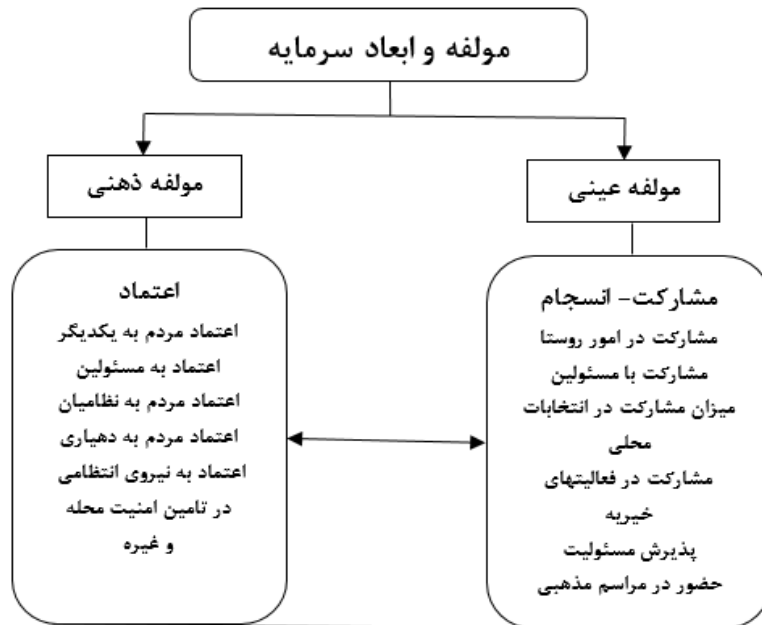 مولفه و ابعاد سرمایه
مولفه عینی
مولفه ذهنی
مشارکت- انسجام
مشارکت در امور روستا
مشارکت با مسئولین
میزان مشارکت در انتخابات
محلی
مشارکت در فعالیتهای
خیریه
پذیرش مسئولیت
حضور در مراسم مذهبی
اعتماد
اعتماد مردم به یکدیگر
اعتماد به مسئولین
اعتماد مردم به نظامیان
اعتماد مردم به دهیاری
اعتماد به نیروی انتظامی
در تامین امنیت محله
و غیره